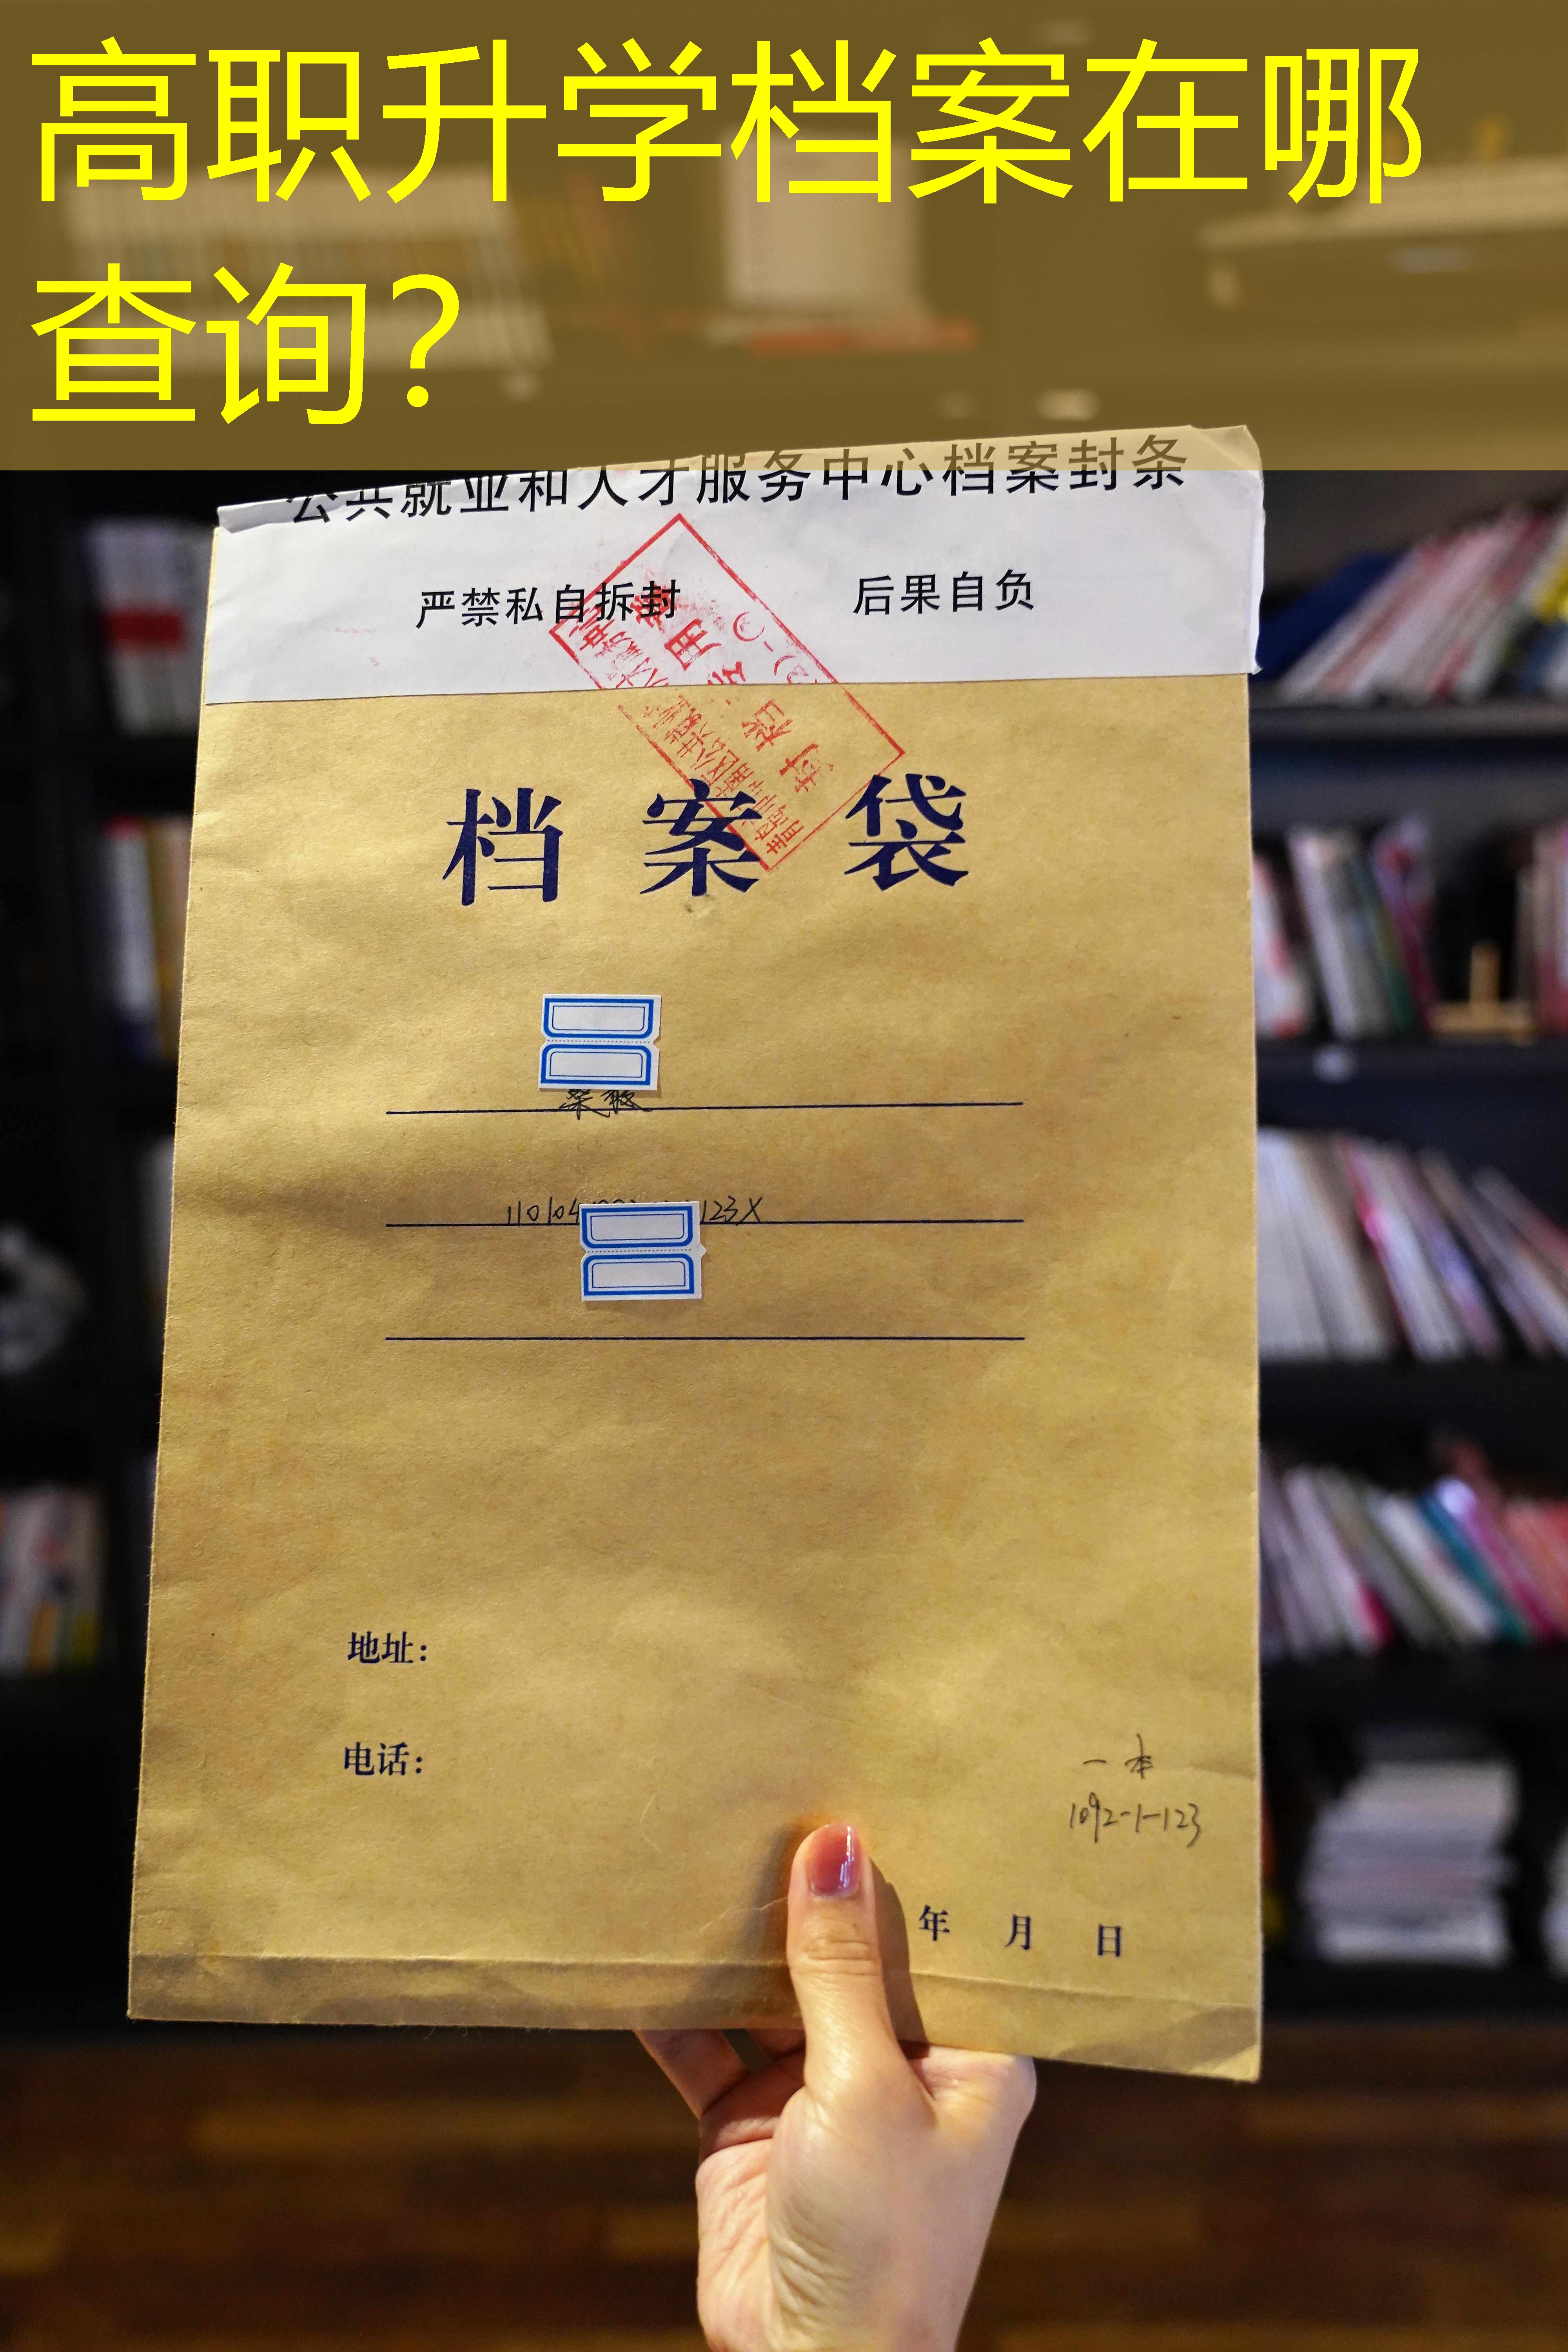 高职升学档案在哪
查询？
公共就业和人才服务中心档案封条
严禁私自拆封 后果自负
档案袋
123X
地址：
电话：
一本
1092-1-123
年 月 日